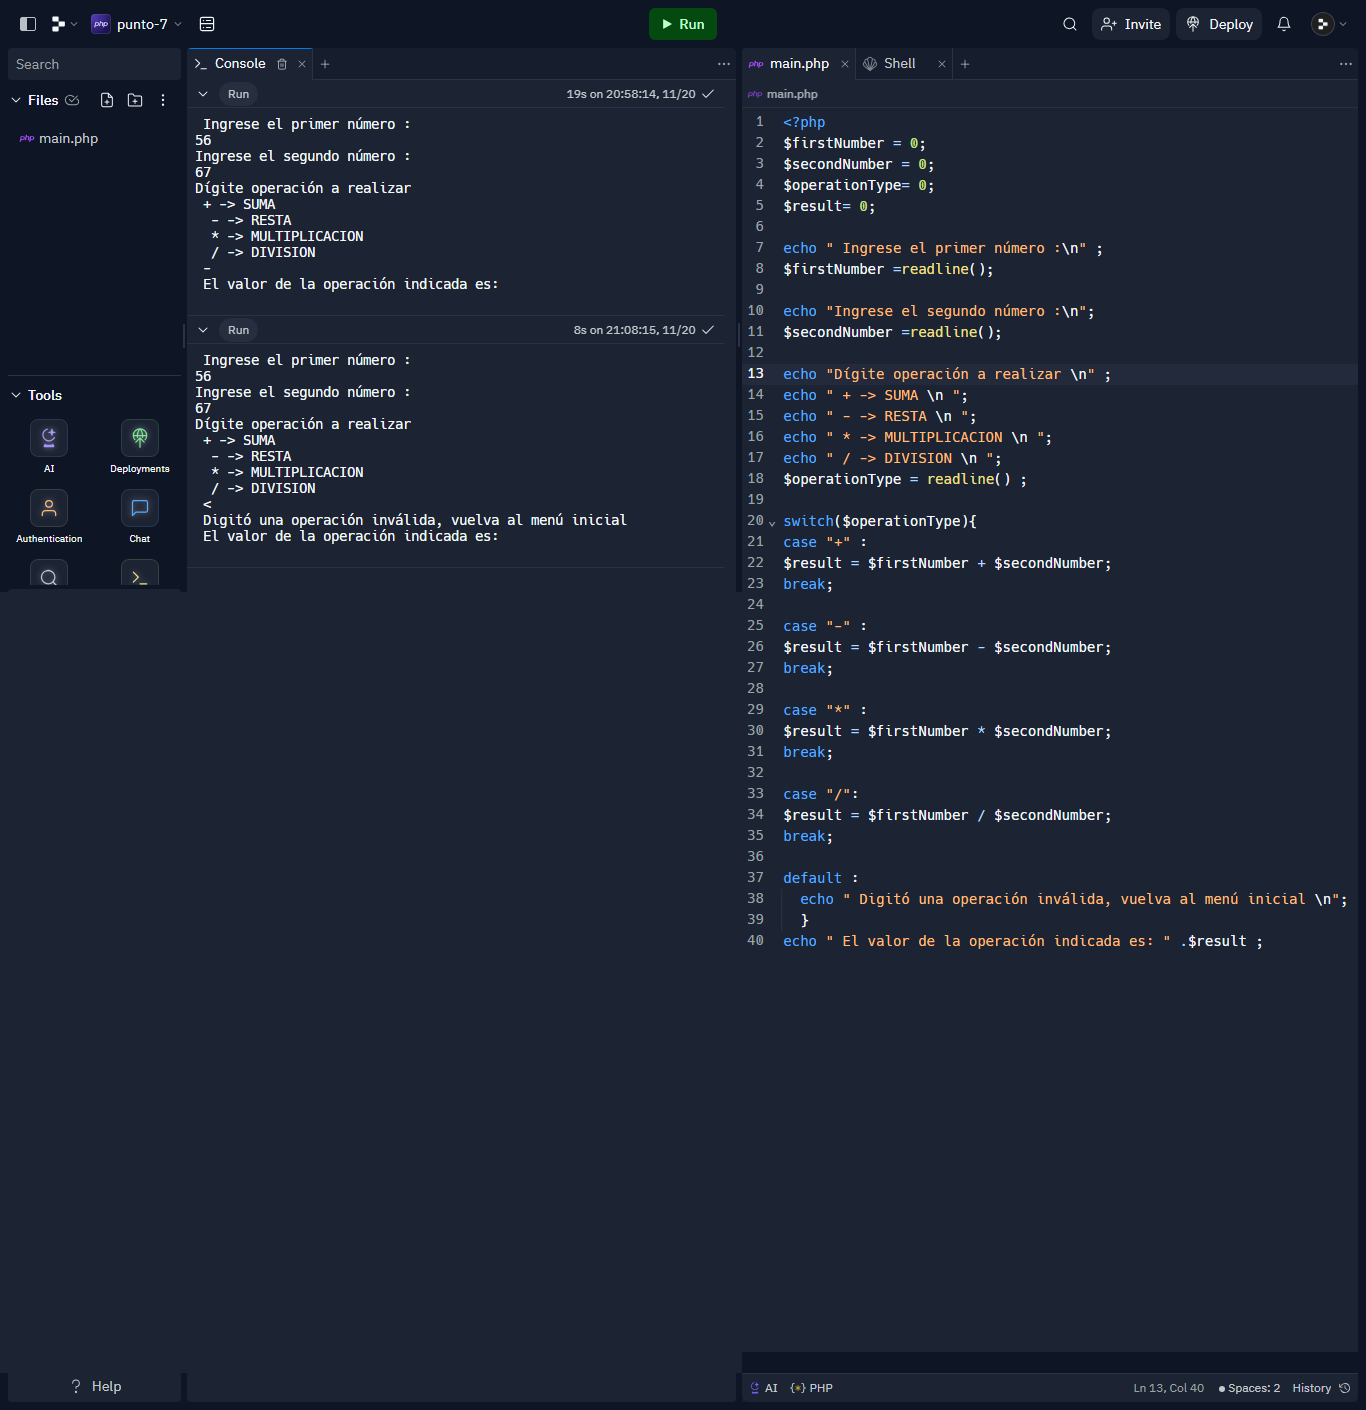 php punto-7
Run
Invite
Deploy
Search
Files
php main.php
Tools
AI
Deployments
Authentication
Chat
Help
Console
Run
19s on 20:58:14, 11/20
Ingrese el primer número :
56
Ingrese el segundo número :
67
Dígite operación a realizar
+ -> SUMA
- -> RESTA
* -> MULTIPLICACION
/ -> DIVISION
-
El valor de la operación indicada es:
Run
8s on 21:08:15, 11/20
Ingrese el primer número :
56
Ingrese el segundo número :
67
Dígite operación a realizar
+ -> SUMA
- -> RESTA
* -> MULTIPLICACION
/ -> DIVISION
<
Digitó una operación inválida, vuelva al menú inicial
El valor de la operación indicada es:
php main.php
Shell
php main.php
1 <?php
2 $firstNumber = 0;
3 $secondNumber = 0;
4 $operationType= 0;
5 $result= 0;
6
7 echo " Ingrese el primer número :\n" ;
8 $firstNumber =readline();
9
10 echo "Ingrese el segundo número :\n";
11 $secondNumber =readline();
12
13 echo "Dígite operación a realizar \n" ;
14 echo " + -> SUMA \n ";
15 echo " - -> RESTA \n ";
16 echo " * -> MULTIPLICACION \n ";
17 echo " / -> DIVISION \n ";
18 $operationType = readline() ;
19
20 switch($operationType){
21 case "+" :
22 $result = $firstNumber + $secondNumber;
23 break;
24
25 case "-" :
26 $result = $firstNumber - $secondNumber;
27 break;
28
29 case "*" :
30 $result = $firstNumber * $secondNumber;
31 break;
32
33 case "/":
34 $result = $firstNumber / $secondNumber;
35 break;
36
37 default :
38 echo " Digitó una operación inválida, vuelva al menú inicial \n";
39 }
40 echo " El valor de la operación indicada es: " .$result ;
AI
PHP
Ln 13, Col 40
Spaces: 2
History